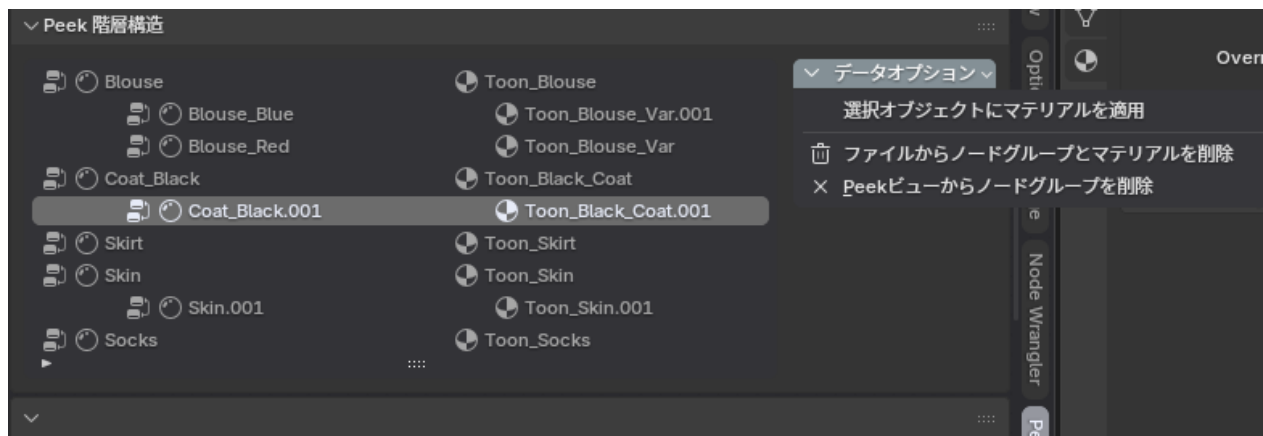 Peek 階層構造
Blouse Toon_Blouse
Blouse_Blue Toon_Blouse_Var.001
Blouse_Red Toon_Blouse_Var
Coat_Black Toon_Black_Coat
Coat_Black.001 Toon_Black_Coat.001
Skirt Toon_Skirt
Skin Toon_Skin
Skin.001 Toon_Skin.001
Socks Toon_Socks
データオプション
選択オブジェクトにマテリアルを適用
ファイルからノードグループとマテリアルを削除
Peekビューからノードグループを削除
Node Wrangler